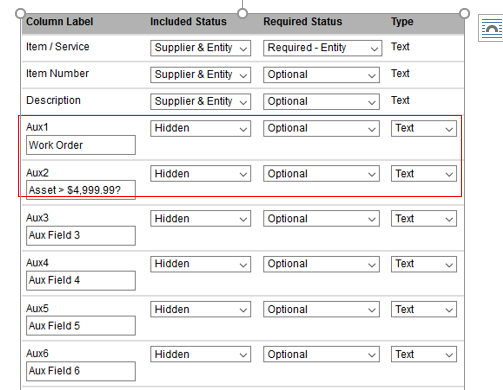 Column Label Included Status Required Status Type
Item / Service Supplier & Entity Required - Entity Text
Item Number Supplier & Entity Optional Text
Description Supplier & Entity Optional Text
Aux1 Hidden Optional Text
Work Order
Aux2 Hidden Optional Text
Asset > $4,999.99?
Aux3 Hidden Optional Text
Aux Field 3
Aux4 Hidden Optional Text
Aux Field 4
Aux5 Hidden Optional Text
Aux Field 5
Aux6 Hidden Optional Text
Aux Field 6